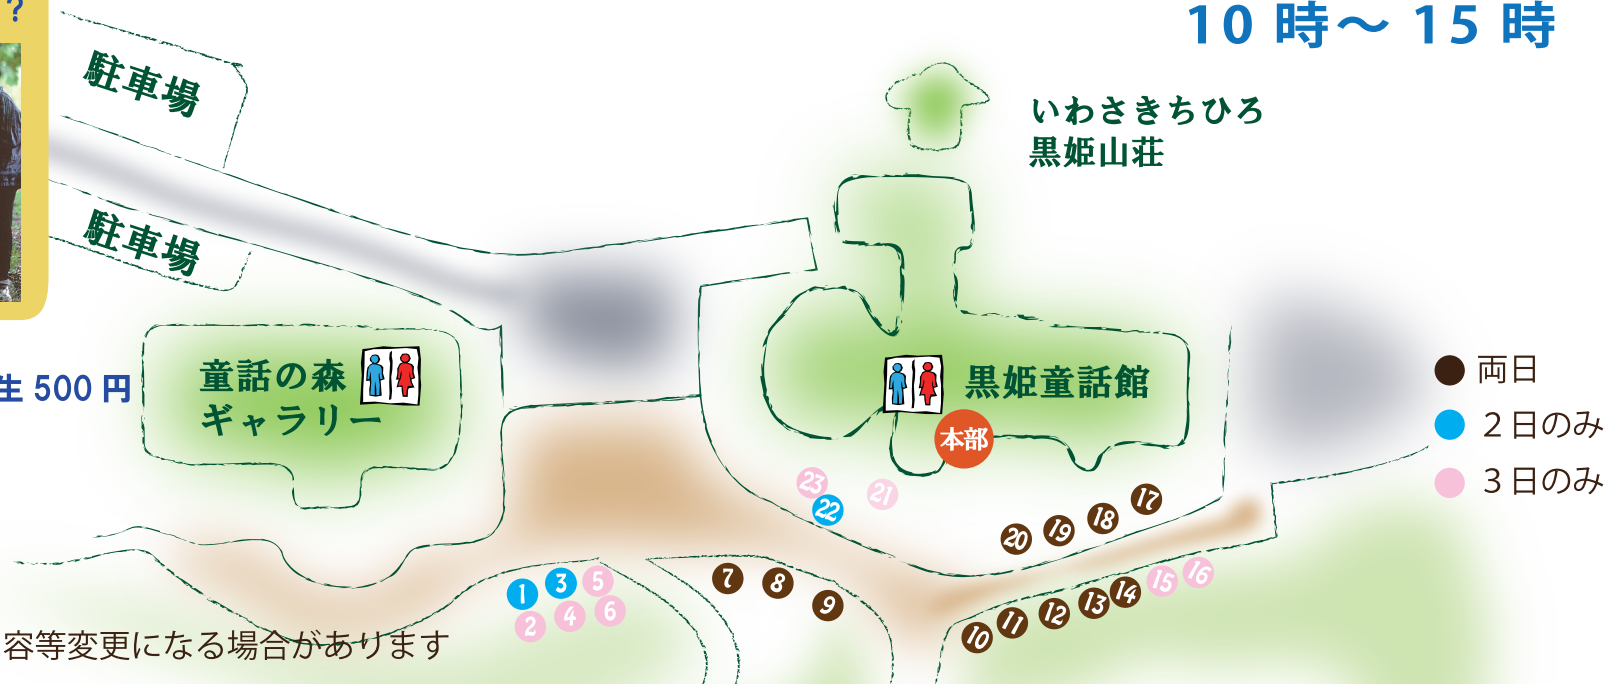 ?
10 時～ 15 時
駐車場
いわさきちひろ
黒姫山荘
駐車場
童話の森
ギャラリー
黒姫童話館
本部
生 500 円
両日
２日のみ
３日のみ
23
21
22
17
18
19
20
1
3
5
2
4
6
7
8
9
10
11
12
13
14
15
16
容等変更になる場合があります